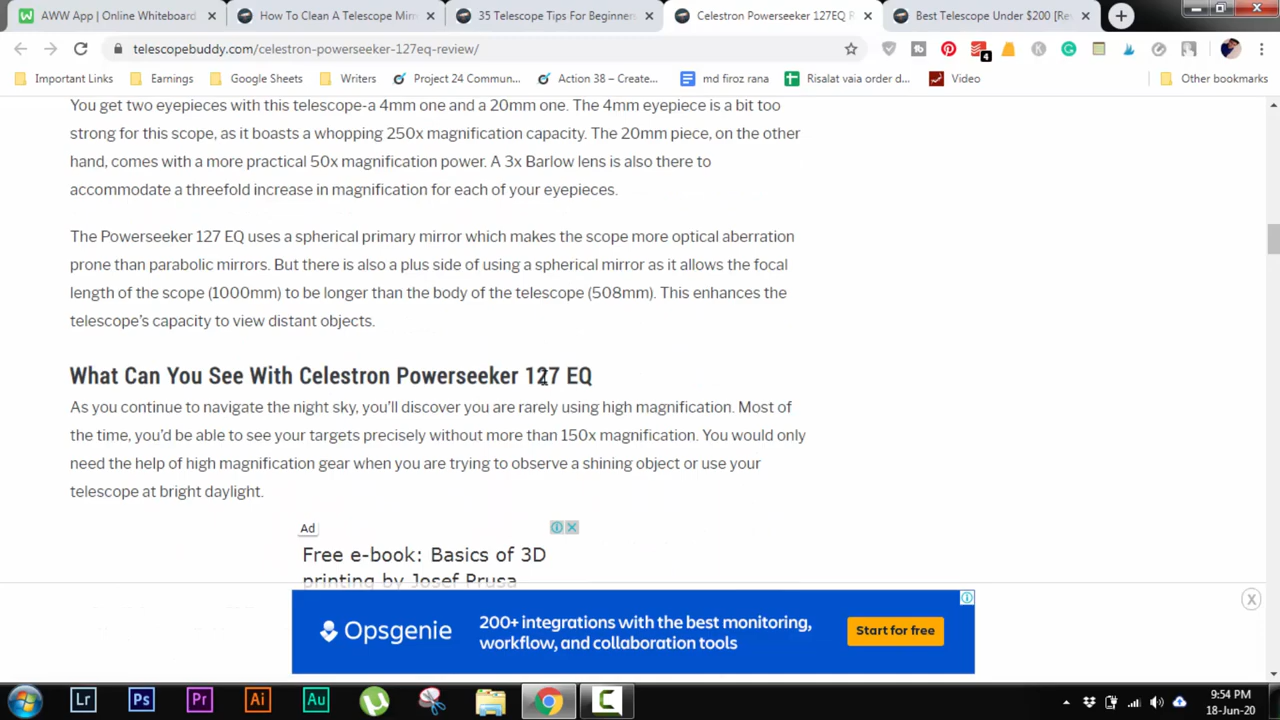 AWW App | Online Whiteboard
How To Clean A Telescope Mirr
35 Telescope Tips For Beginners
Celestron Powerseeker 127EQ R
Best Telescope Under $200 [Re
telescopebuddy.com/celestron-powerseeker-127eq-review/
4
Important Links
Earnings
Google Sheets
Writers
Project 24 Commun...
Action 38 – Create...
md firoz rana
Risalat vaia order d...
Video
Other bookmarks
You get two eyepieces with this telescope-a 4mm one and a 20mm one. The 4mm eyepiece is a bit too
strong for this scope, as it boasts a whopping 250x magnification capacity. The 20mm piece, on the other
hand, comes with a more practical 50x magnification power. A 3x Barlow lens is also there to
accommodate a threefold increase in magnification for each of your eyepieces.
The Powerseeker 127 EQ uses a spherical primary mirror which makes the scope more optical aberration
prone than parabolic mirrors. But there is also a plus side of using a spherical mirror as it allows the focal
length of the scope (1000mm) to be longer than the body of the telescope (508mm). This enhances the
telescope's capacity to view distant objects.
What Can You See With Celestron Powerseeker 127 EQ
As you continue to navigate the night sky, you'll discover you are rarely using high magnification. Most of
the time, you'd be able to see your targets precisely without more than 150x magnification. You would only
need the help of high magnification gear when you are trying to observe a shining object or use your
telescope at bright daylight.
Ad
Free e-book: Basics of 3D
printing by Josef Prusa
Opsgenie
200+ integrations with the best monitoring,
workflow, and collaboration tools
Start for free
X
Lr
Ps
Pr
Ai
Au
C
9:54 PM
18-Jun-20